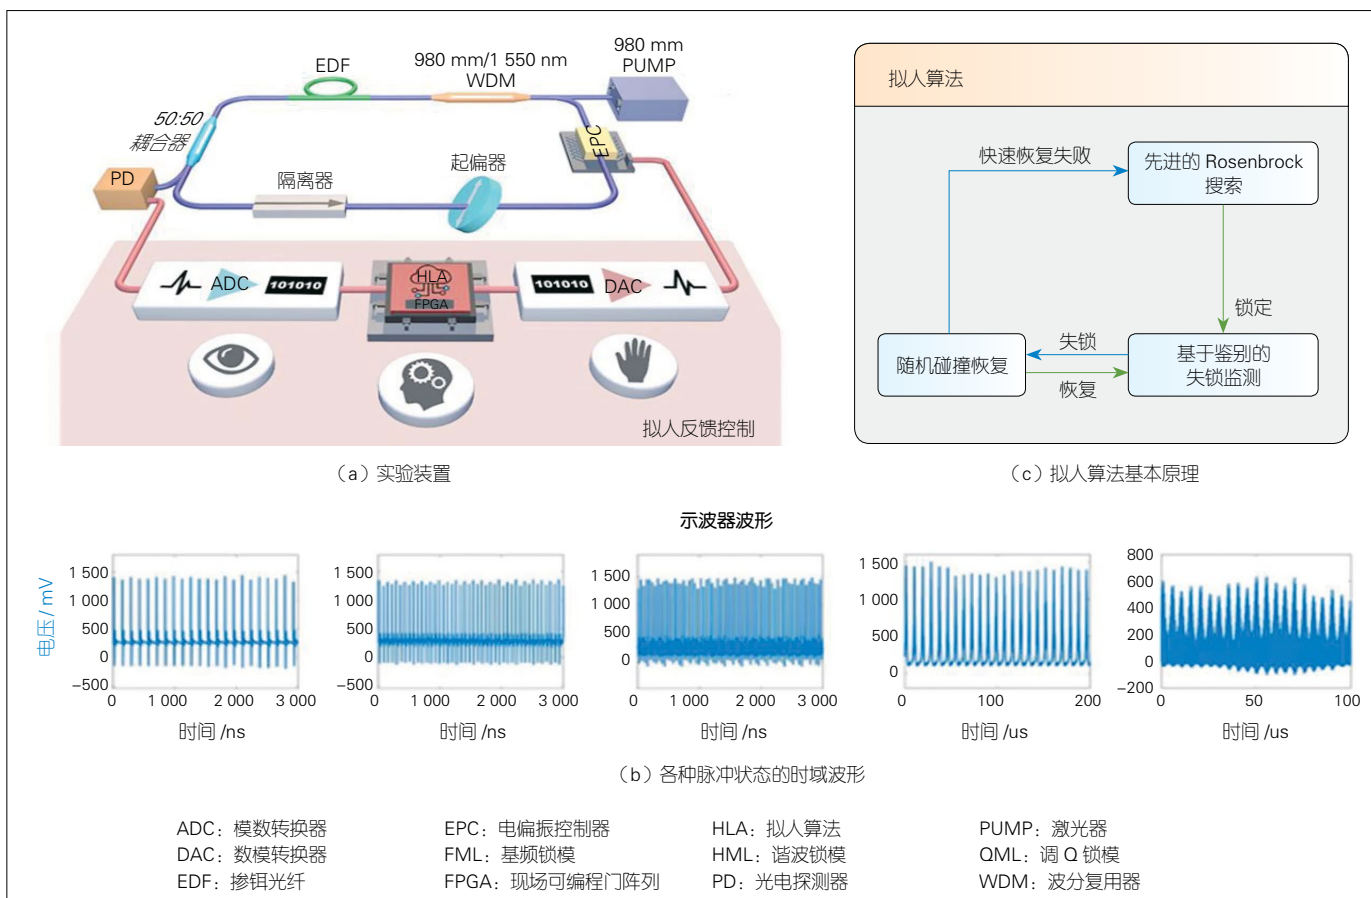 EDF
980 mm/1 550 nm
WDM
980 mm
PUMP
50:50
耦合器
EPC
PD
隔离器
起偏器
ADC
101010
HLA
FPGA
101010
DAC
拟人反馈控制
（a）实验装置
拟人算法
快速恢复失败
先进的 Rosenbrock
搜索
锁定
随机碰撞恢复
失锁
恢复
基于鉴别的
失锁监测
（c）拟人算法基本原理
示波器波形
电压/mV
1 500
1 000
500
0
−500
0 1 000 2 000 3 000
时间 /ns
1 500
1 000
500
0
−500
0 1 000 2 000 3 000
时间 /ns
1 500
1 000
500
0
0 1 000 2 000 3 000
时间 /ns
1 500
1 000
500
0
0 100 200
时间 /us
800
600
400
200
0
−200
0 50 100
时间 /us
（b）各种脉冲状态的时域波形
ADC：模数转换器 EPC：电偏振控制器 HLA：拟人算法 PUMP：激光器
DAC：数模转换器 FML：基频锁模 HML：谐波锁模 QML：调 Q 锁模
EDF：掺铒光纤 FPGA：现场可编程门阵列 PD：光电探测器 WDM：波分复用器